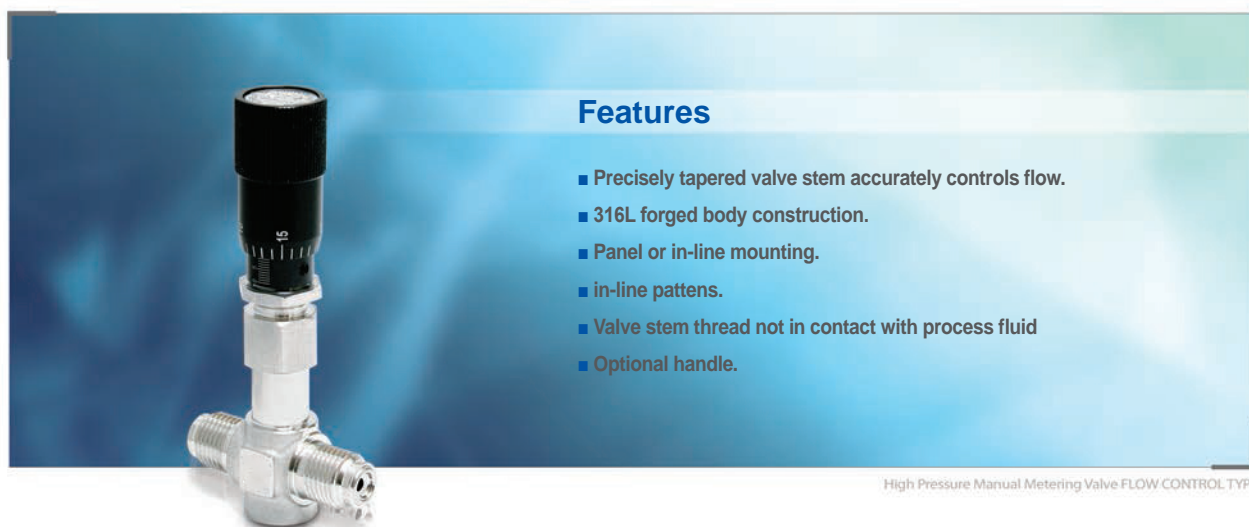 Features
■ Precisely tapered valve stem accurately controls flow.
■ 316L forged body construction.
■ Panel or in-line mounting.
■ in-line pattens.
■ Valve stem thread not in contact with process fluid
■ Optional handle.
15
High Pressure Manual Metering Valve FLOW CONTROL TYP